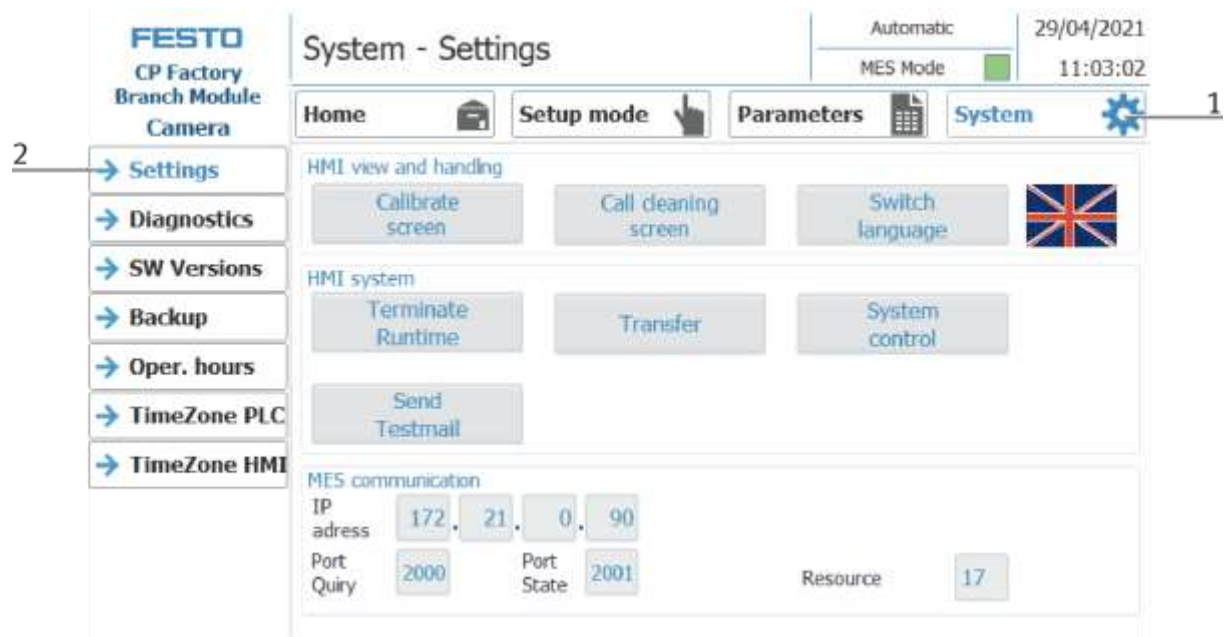 FESTO
CP Factory
Branch Module
Camera
System - Settings
Automatic
MES Mode
29/04/2021
11:03:02
Home
Setup mode
Parameters
System
1
2
Settings
Diagnostics
SW Versions
Backup
Oper. hours
TimeZone PLC
TimeZone HMI
HMI view and handling
Calibrate
screen
Call cleaning
screen
Switch
language
HMI system
Terminate
Runtime
Transfer
System
control
Send
Testmail
MES communication
IP
adress
172 . 21 . 0 . 90
Port
Quiry
2000
Port
State
2001
Resource
17